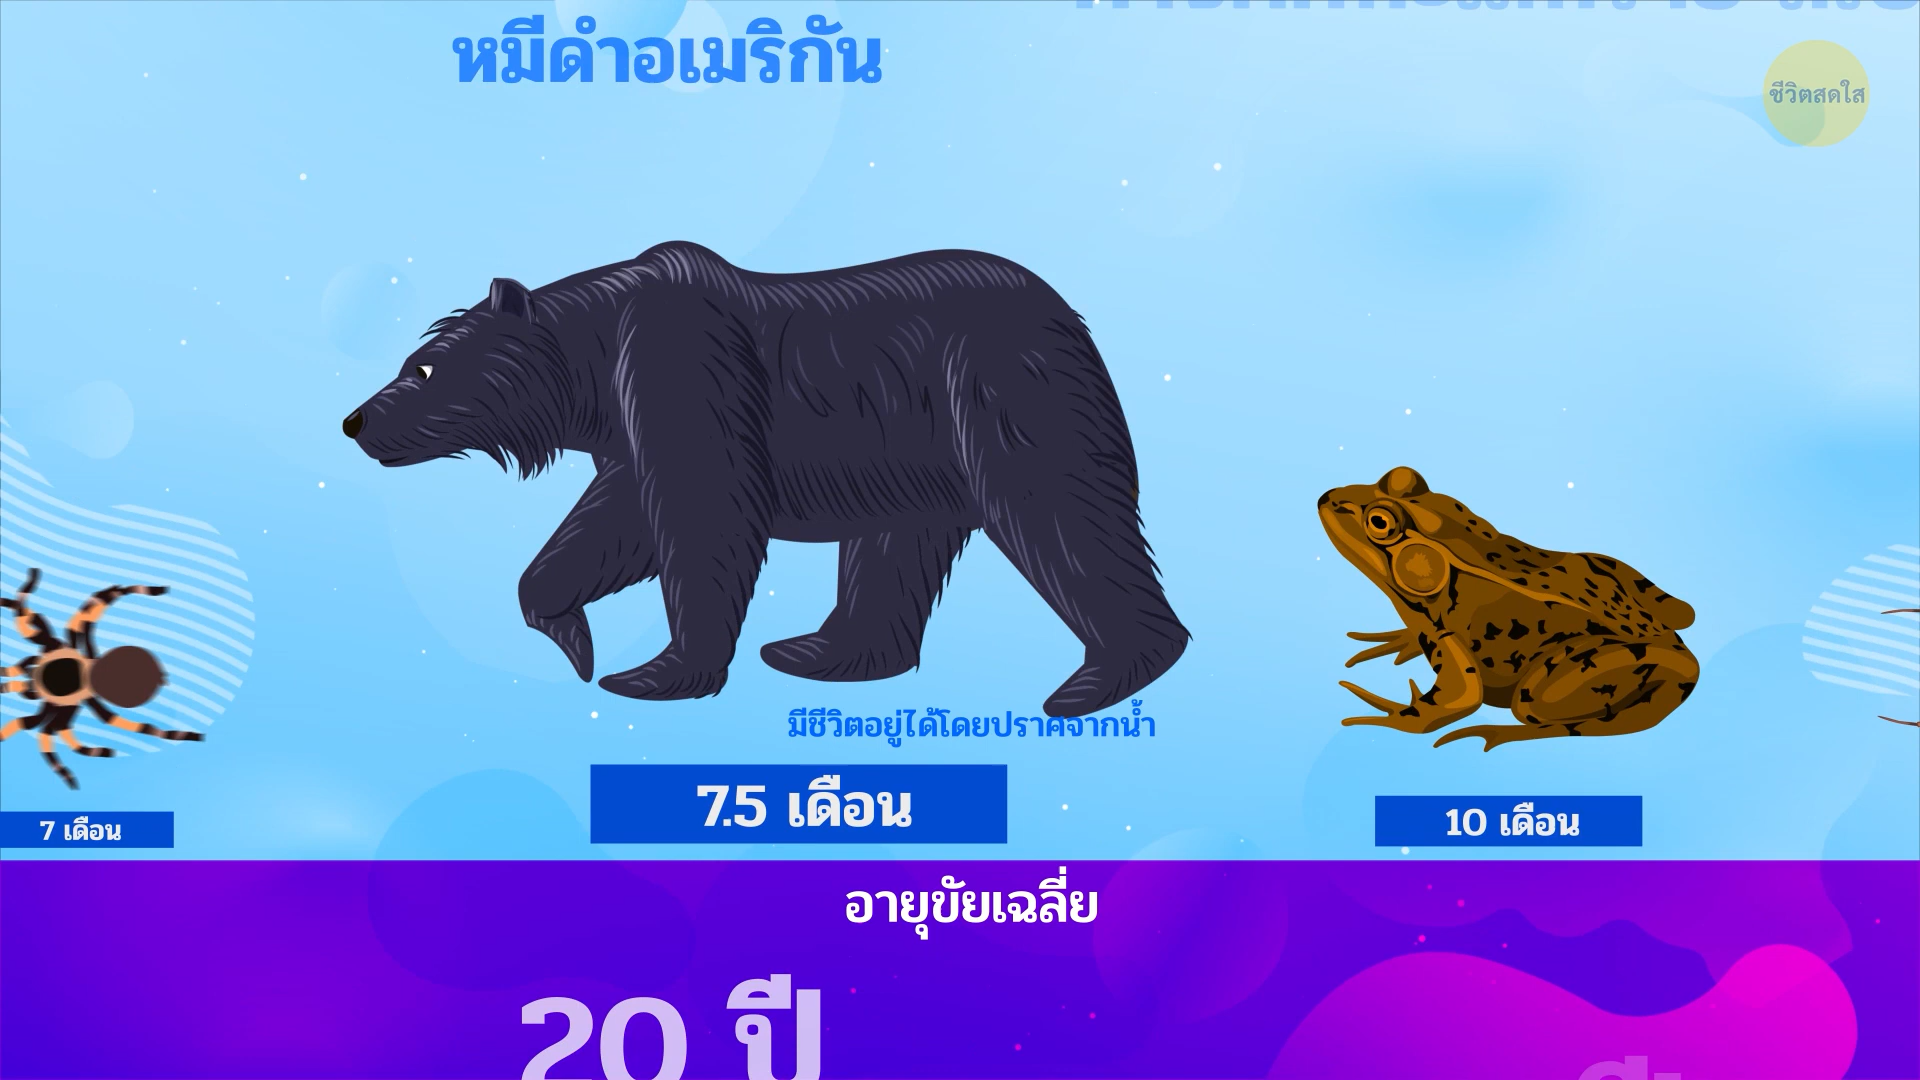 หมีดำอเมริกัน
ชีวิตสดใส
มีชีวิตอยู่ได้โดยปราศจากน้ำ
7 เดือน
7.5 เดือน
10 เดือน
อายุขัยเฉลี่ย
20 ปี